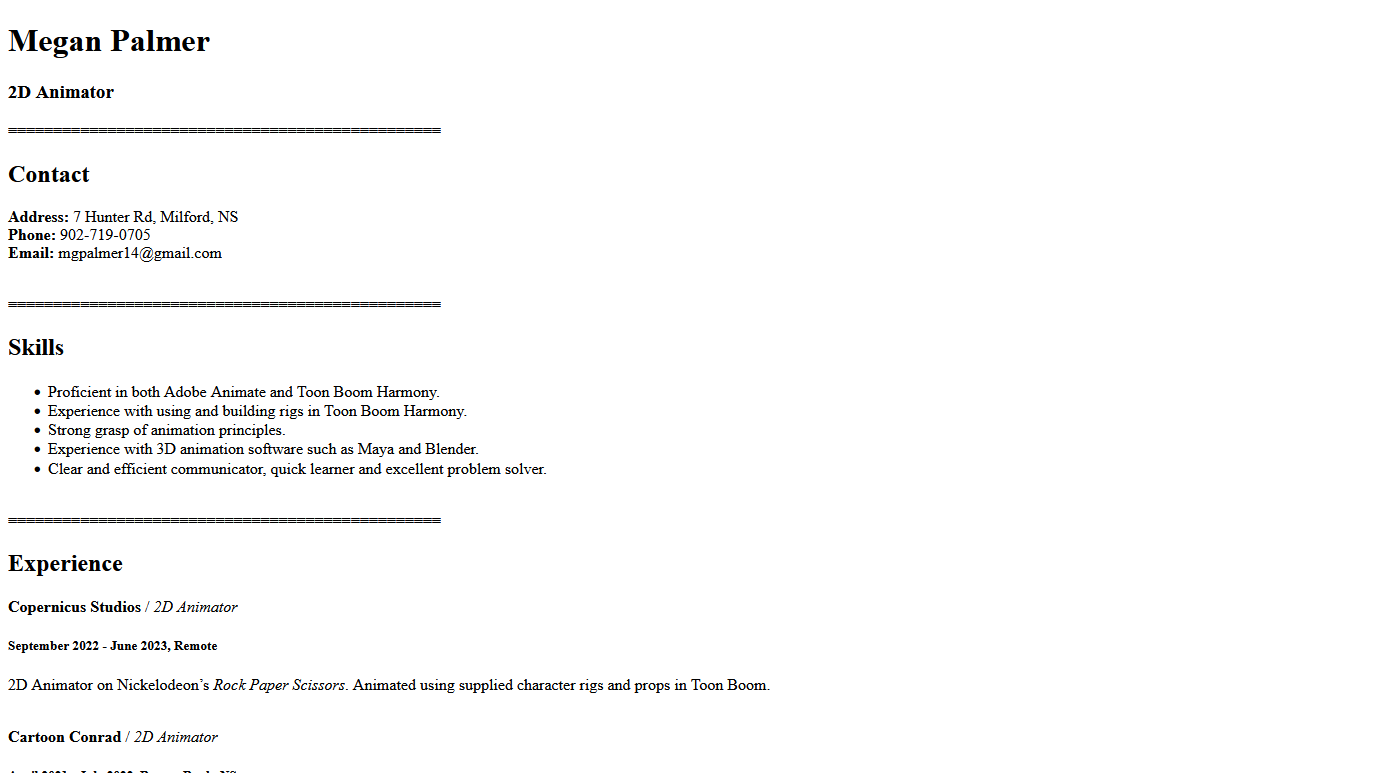 Megan Palmer
2D Animator
================================================
Contact
Address: 7 Hunter Rd, Milford, NS
Phone: 902-719-0705
Email: mgpalmer14@gmail.com
================================================
Skills
• Proficient in both Adobe Animate and Toon Boom Harmony.
• Experience with using and building rigs in Toon Boom Harmony.
• Strong grasp of animation principles.
• Experience with 3D animation software such as Maya and Blender.
• Clear and efficient communicator, quick learner and excellent problem solver.
================================================
Experience
Copernicus Studios / 2D Animator
September 2022 - June 2023, Remote
2D Animator on Nickelodeon’s Rock Paper Scissors. Animated using supplied character rigs and props in Toon Boom.
Cartoon Conrad / 2D Animator